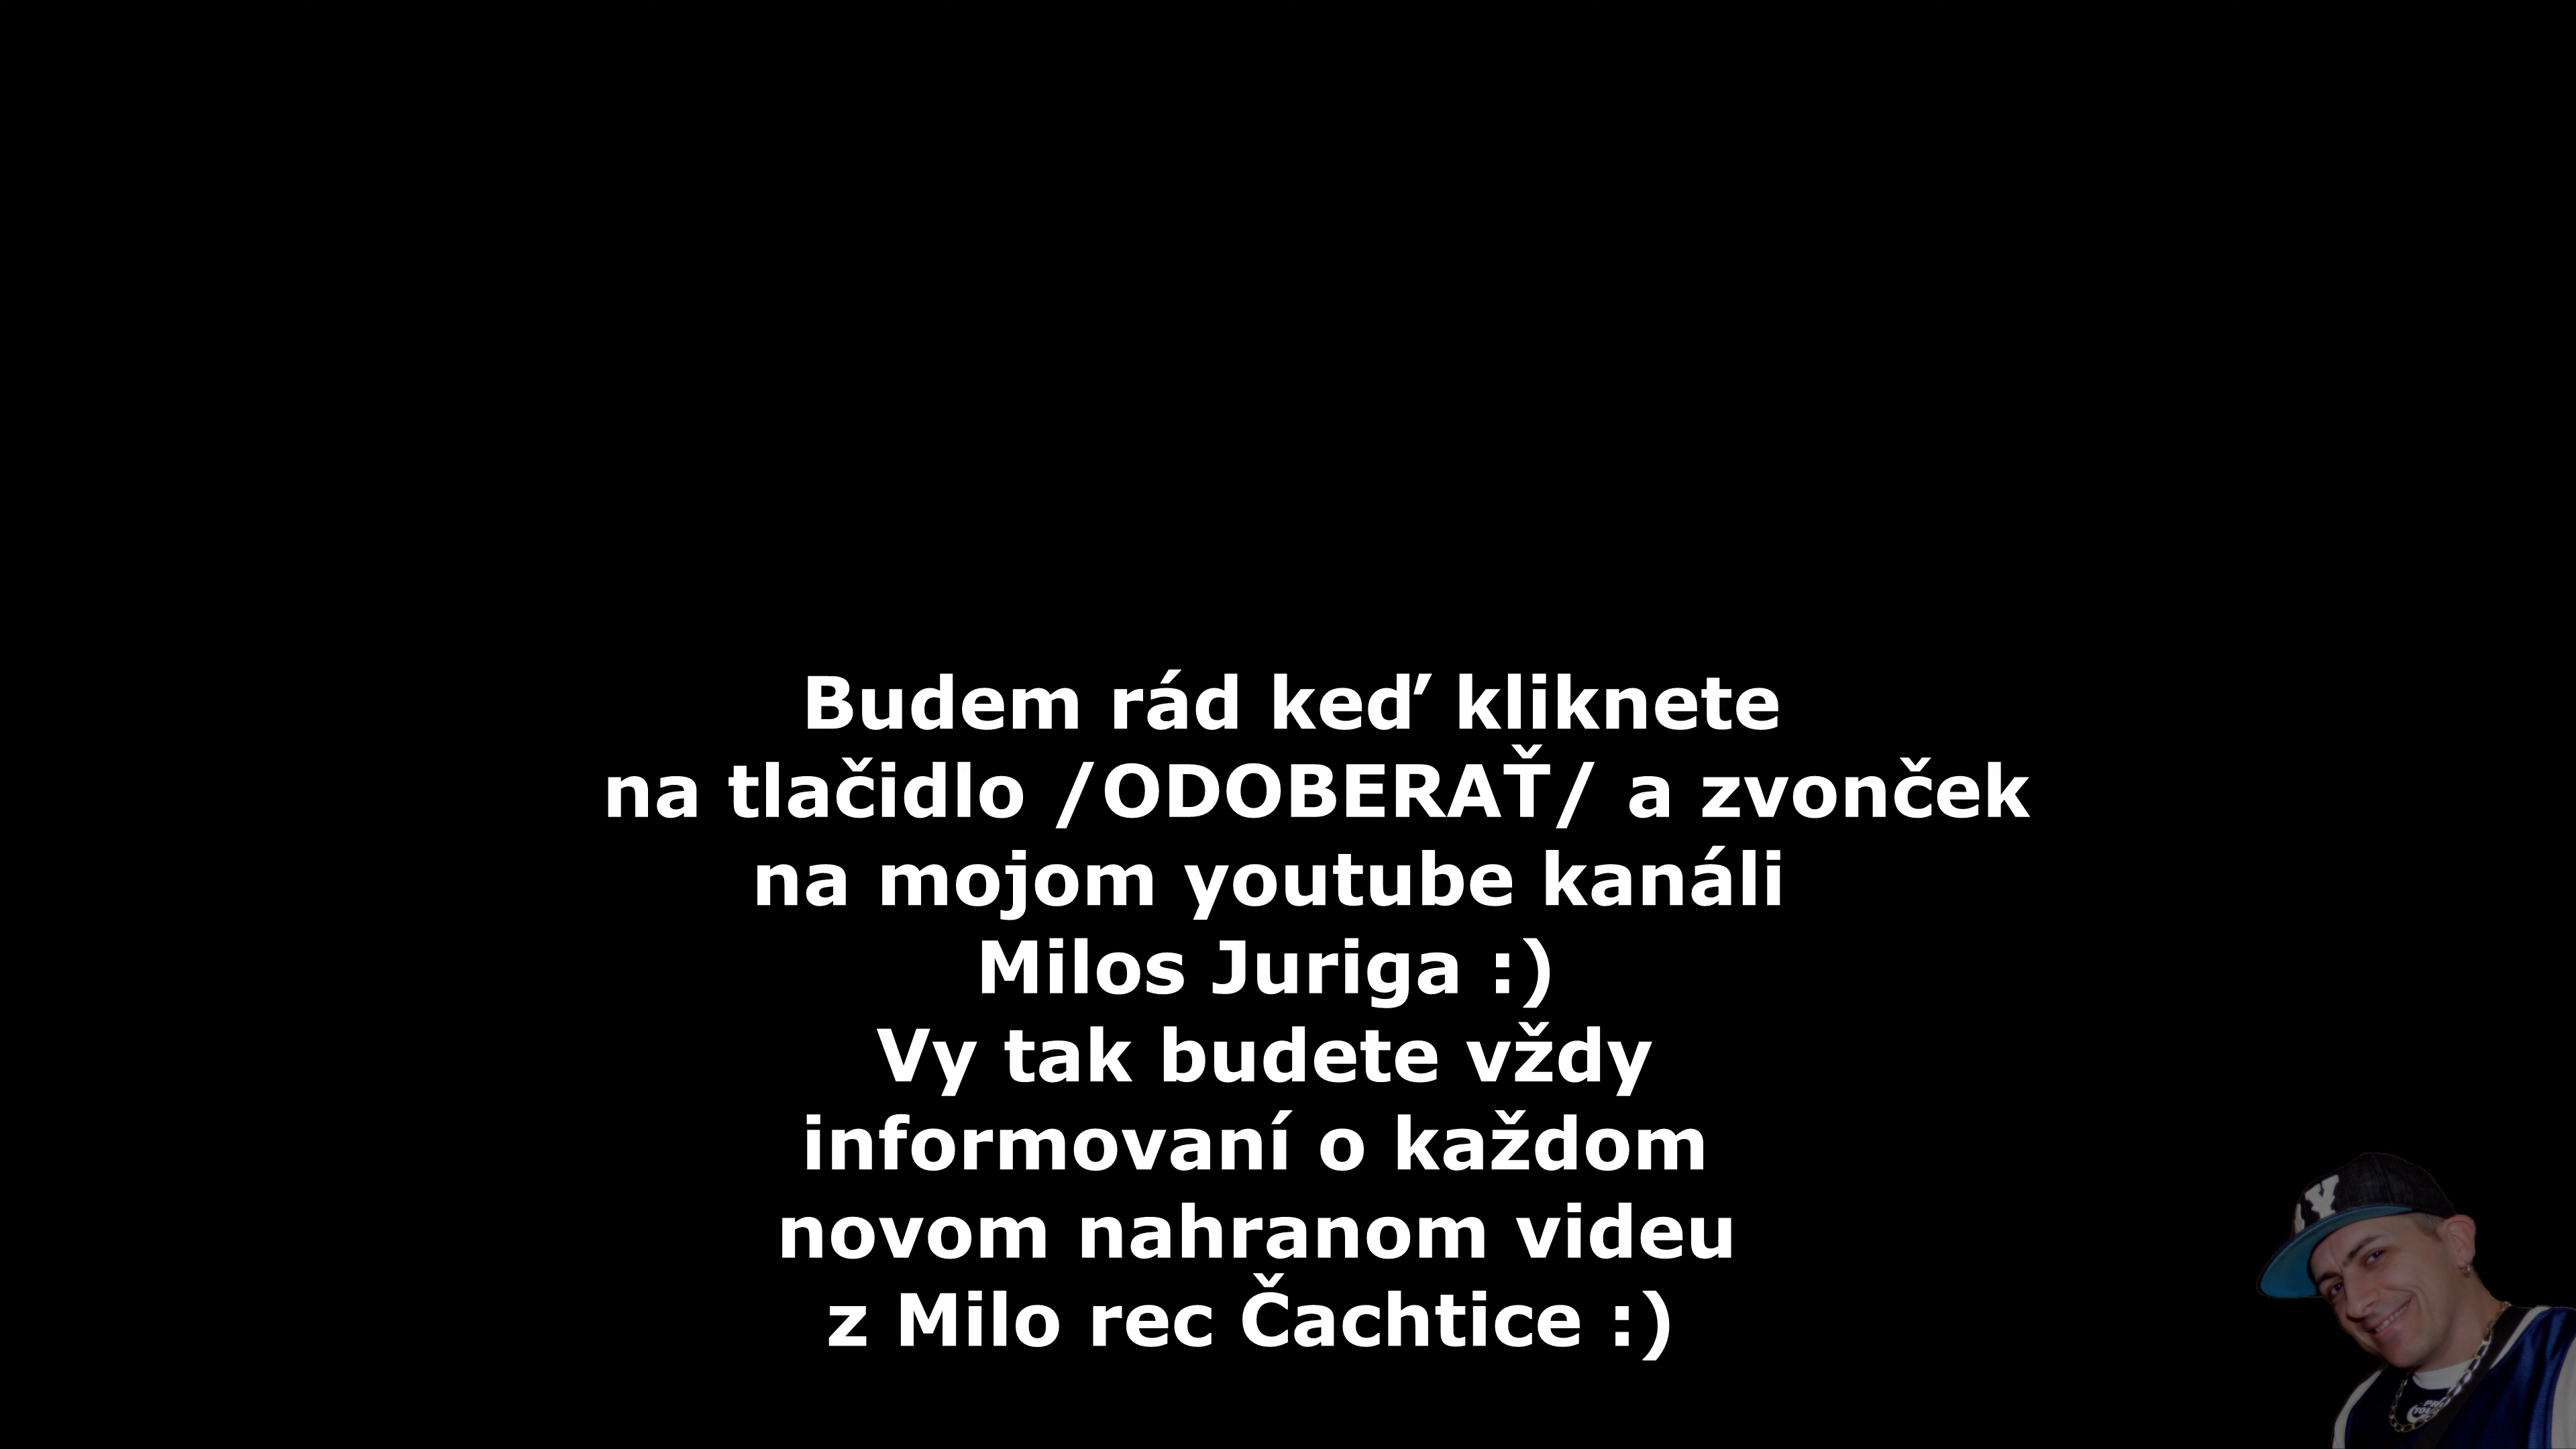 Budem rád keď kliknete
na tlačidlo /ODOBERAŤ/ a zvonček
na mojom youtube kanáli
Milos Juriga :)
Vy tak budete vždy
informovaní o každom
novom nahranom videu
z Milo rec Čachtice :)